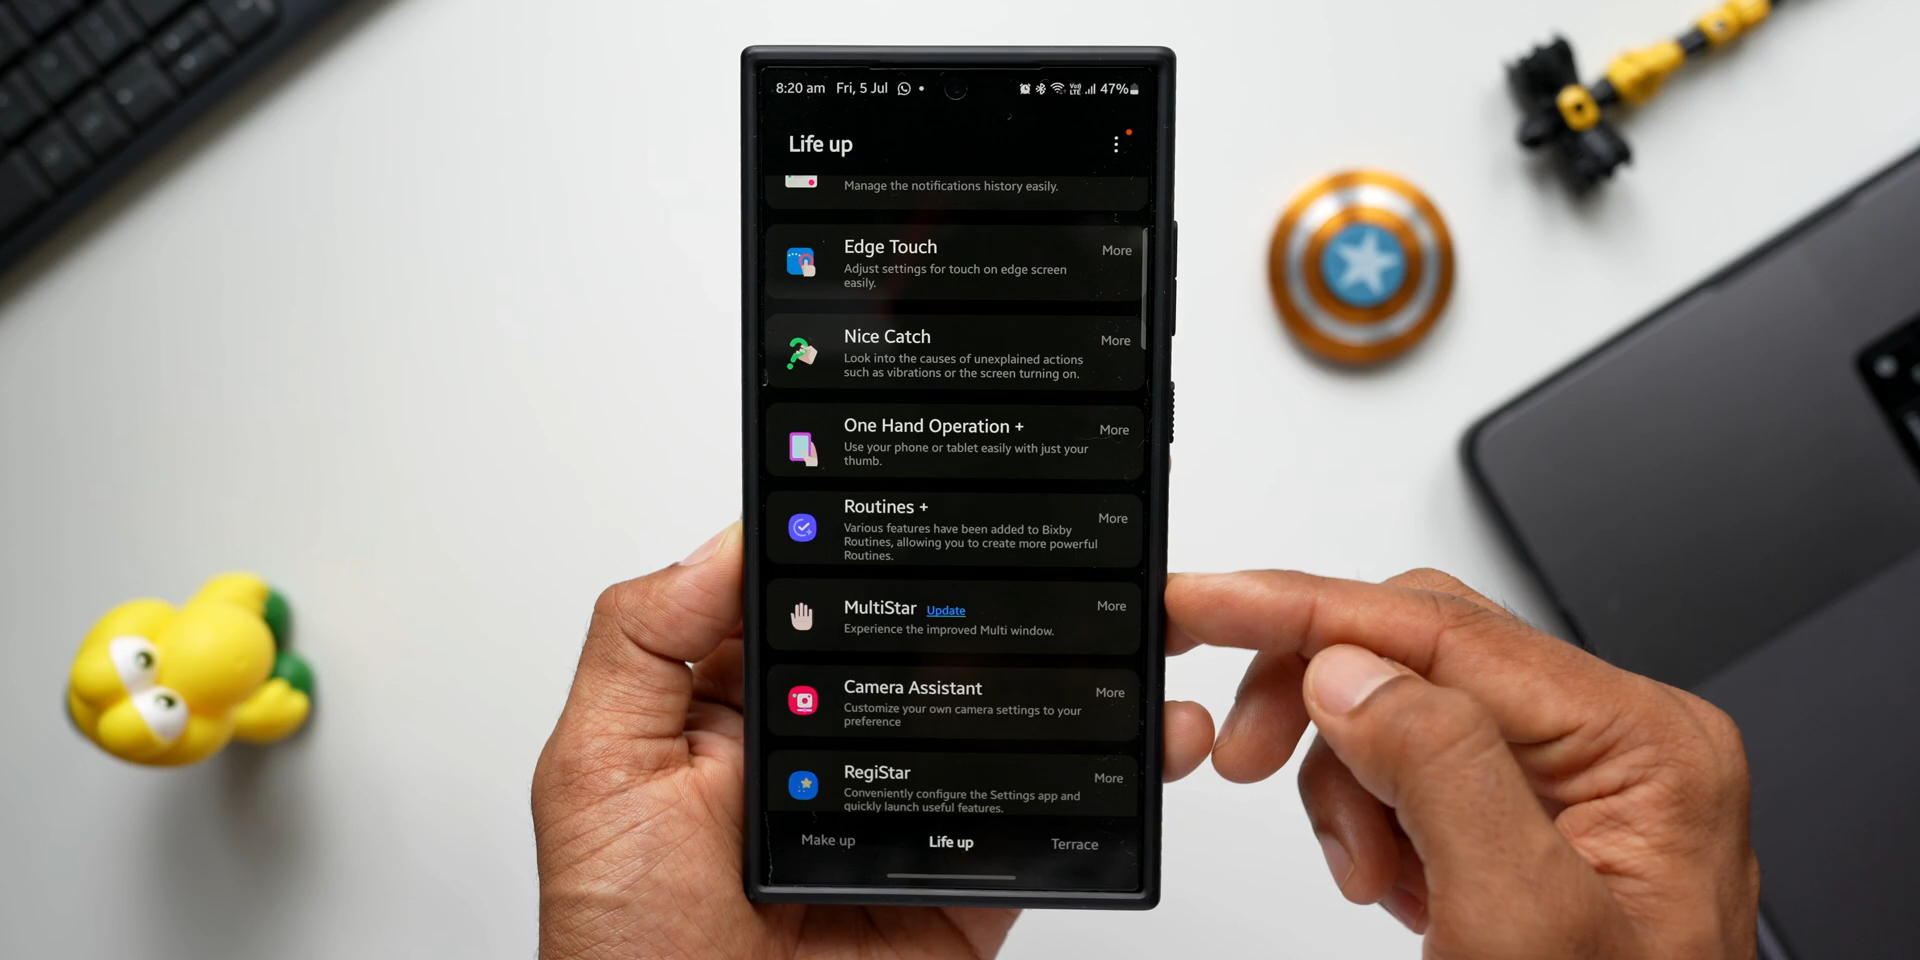 8:20 am Fri, 5 Jul
VoD LTE 47%
Life up
Manage the notifications history easily.
Edge Touch
More
Adjust settings for touch on edge screen
easily.
Nice Catch
More
Look into the causes of unexplained actions
such as vibrations or the screen turning on.
One Hand Operation +
More
Use your phone or tablet easily with just your
thumb.
Routines +
More
Various features have been added to Bixby
Routines, allowing you to create more powerful
Routines.
MultiStar Update
More
Experience the improved Multi window.
Camera Assistant
More
Customize your own camera settings to your
preference
RegiStar
More
Conveniently configure the Settings app and
quickly launch useful features.
Make up Life up Terrace